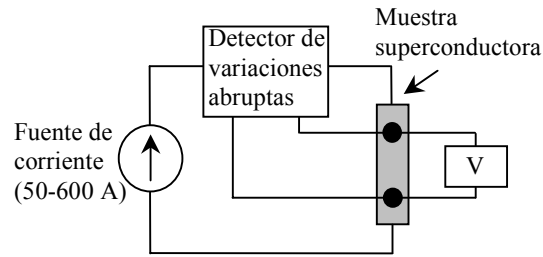 Muestra
superconductora
Detector de
variaciones
abruptas
Fuente de
corriente
(50-600 A)
V